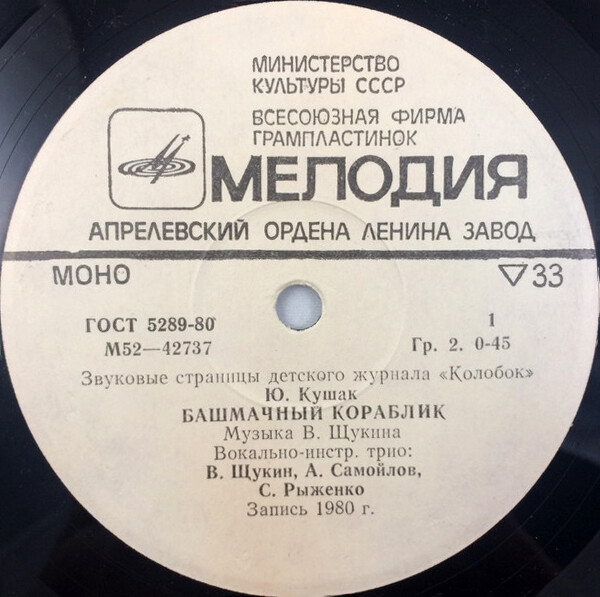 МИНИСТЕРСТВО
КУЛЬТУРЫ СССР
ВСЕСОЮЗНАЯ ФИРМА
ГРАМПЛАСТИНОК
МЕЛОДИЯ
АПРЕЛЕВСКИЙ ОРДЕНА ЛЕНИНА ЗАВОД
МОНО ▽33
ГОСТ 5289-80 1
М52—42737 Гр. 2. 0-45
Звуковые страницы детского журнала «Колобок»
Ю. Кушак
БАШМАЧНЫЙ КОРАБЛИК
Музыка В. Щукина
Вокально-инстр. трио:
В. Щукин, А. Самойлов,
С. Рыженко
Запись 1980 г.